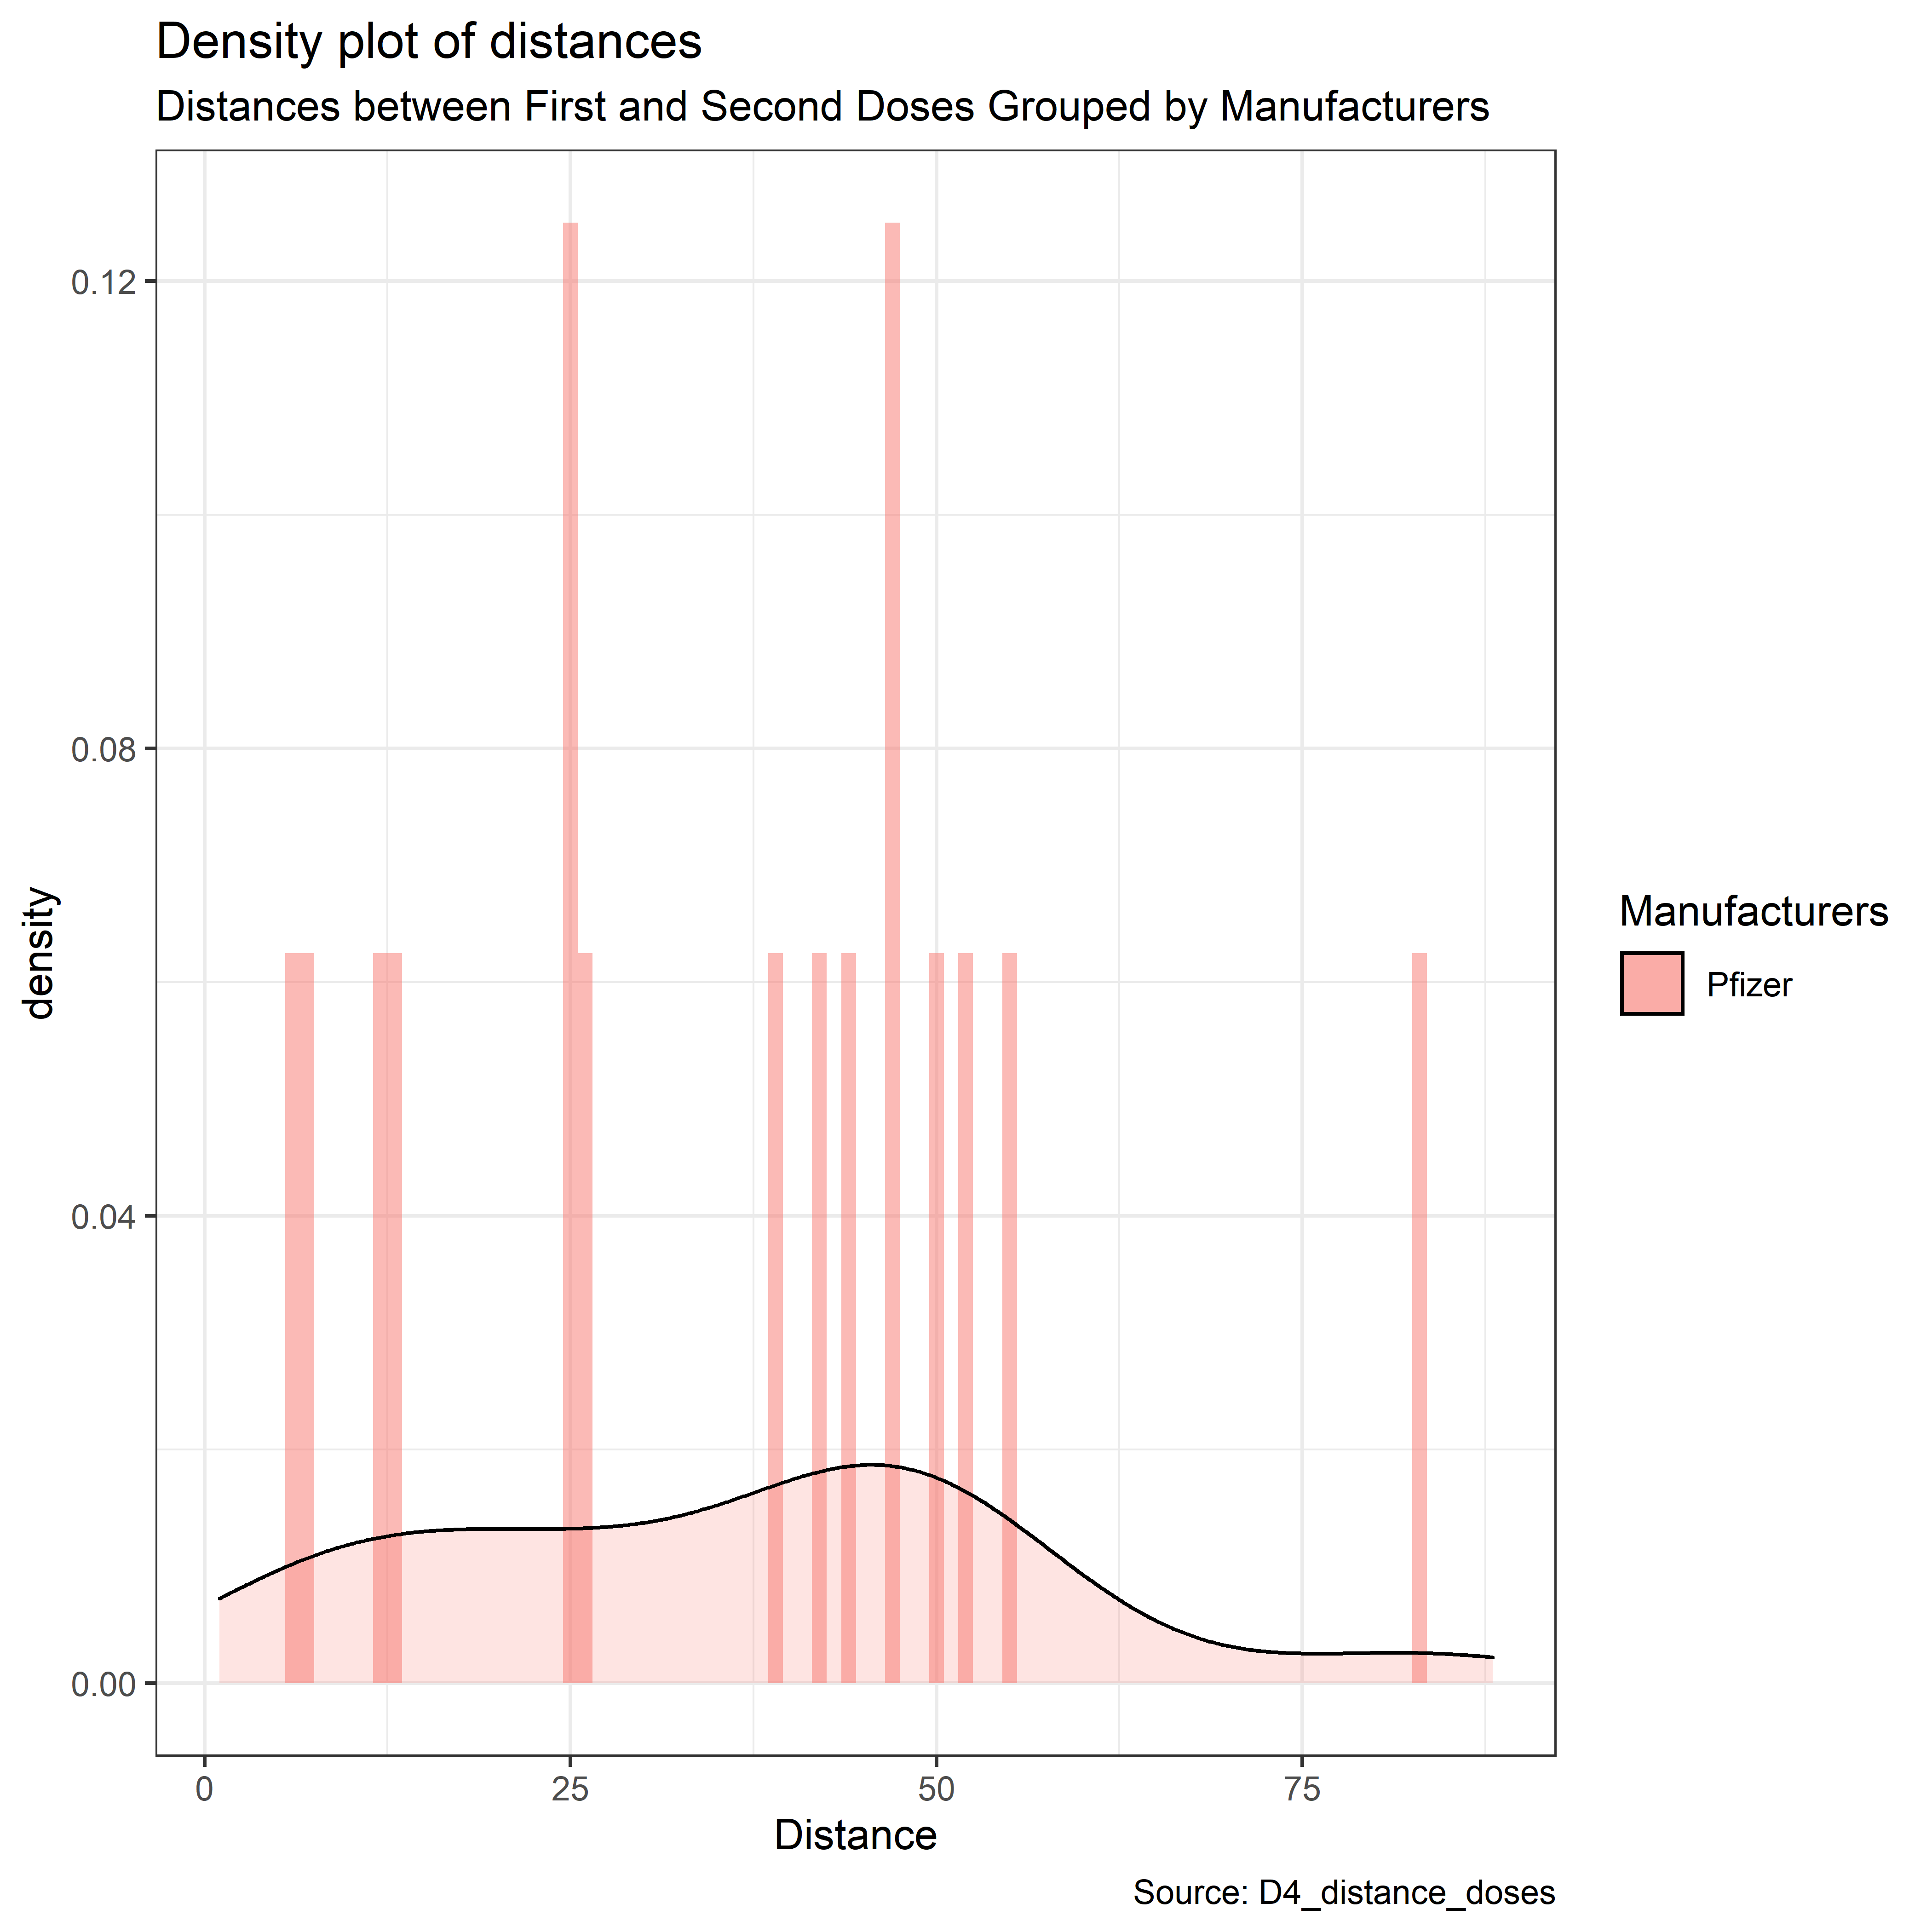 Density plot of distances
Distances between First and Second Doses Grouped by Manufacturers
0.12
0.08
0.04
0.00
density
0
25
50
75
Distance
Manufacturers
Pfizer
Source: D4_distance_doses